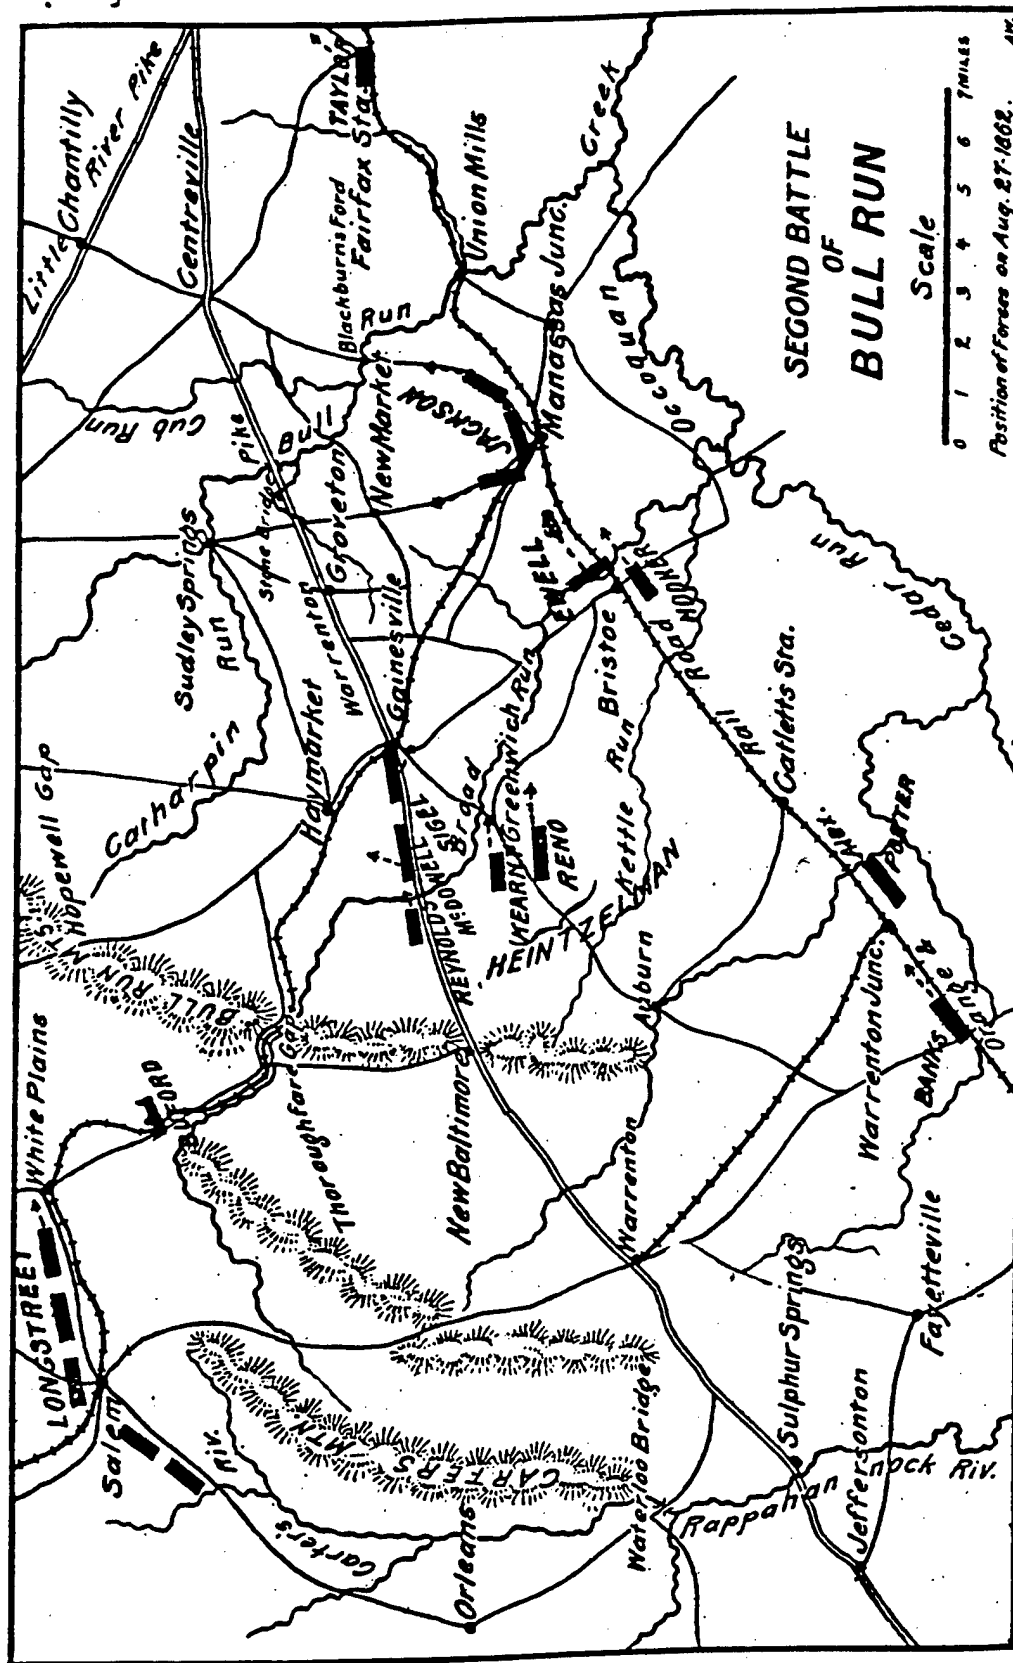 Little River Pike
Chantilly
Centreville
"TAYLOR"
Fairfax Sta.
Union Mills
Creek
Blackburns Ford
Bull Run
Cub Run
Pike
New Market
JACKSON
Manassas Junc.
Occoquan
SEGOND BATTLE
OF
BULL RUN
Scale
0 1 2 3 4 5 6 7 MILES
Position of Forces on Aug. 27-1862.
AW.
Sudley Springs
Run
Stone Bridge
Groveton
Warrenton
Gainesville
EWELL
HOOKER
Bristoe
Cedar Run
Hopewell Gap
Catharpin
Haymarket
SIGEL
McDOWELL
REYNOLDS
Broad Run
Greenwich
KEARNY
RENO
HEINTZELMAN
Kettle Run
Rail Road
Catletts Sta.
Alex.
PORTER
BULL RUN MTS.
White Plains
BUFORD
Thoroughfare Gap
New Baltimore
Auburn
Warrenton Junc.
BANKS
Orange &
LONGSTREET
Salem
Warrenton
Sulphur Springs
Fayetteville
Carter's Riv.
CARTERS MTN.
Orleans
Waterloo Bridge
Rappahannock Riv.
Jeffersonton